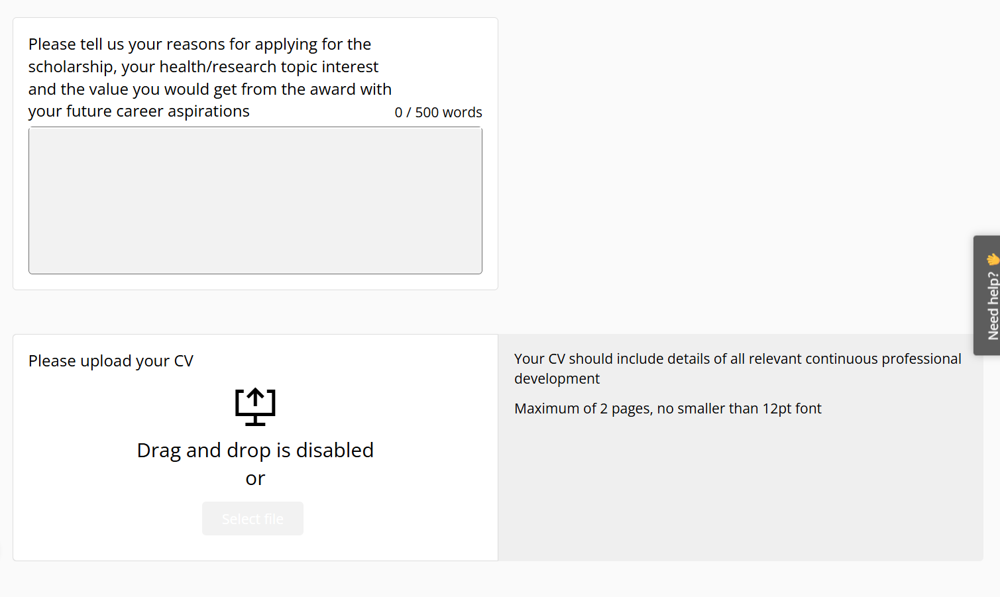 Please tell us your reasons for applying for the
scholarship, your health/research topic interest
and the value you would get from the award with
your future career aspirations
0 / 500 words
Need help? 👋
Please upload your CV
Drag and drop is disabled
or
Select file
Your CV should include details of all relevant continuous professional
development
Maximum of 2 pages, no smaller than 12pt font